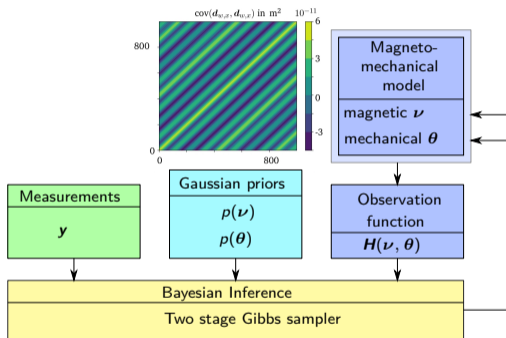 cov(d_{w,x}, d_{w,x}) in m² 10⁻¹¹
800
0
0
800
6
3
0
-3
Magneto-
mechanical
model
magnetic ν
mechanical θ
Measurements
y
Gaussian priors
p(ν)
p(θ)
Observation
function
H(ν, θ)
Bayesian Inference
Two stage Gibbs sampler